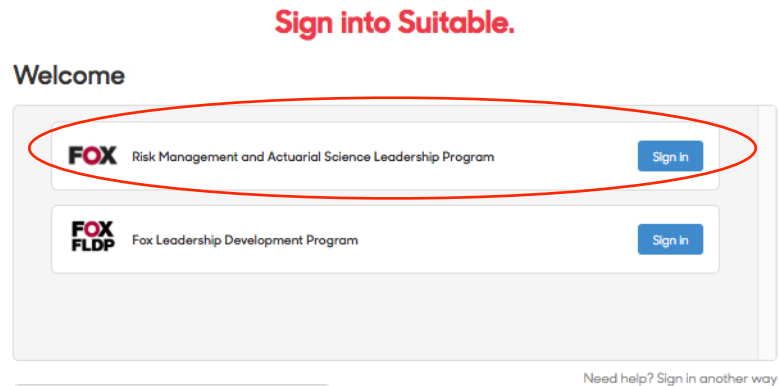 Sign into Suitable.
Welcome
FOX Risk Management and Actuarial Science Leadership Program Sign in
FOX
FLDP Fox Leadership Development Program Sign in
Need help? Sign in another way